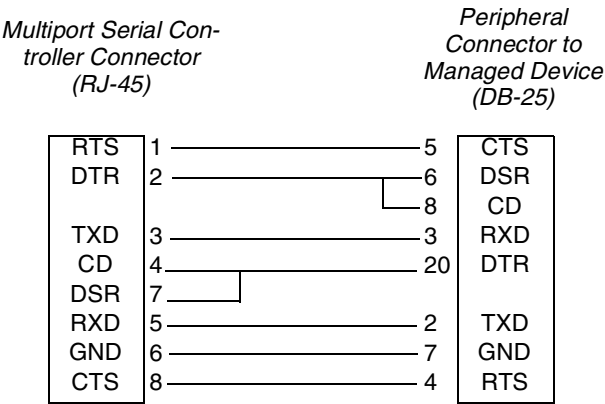 Multiport Serial Con-
troller Connector
(RJ-45)
Peripheral
Connector to
Managed Device
(DB-25)
RTS 1 5 CTS
DTR 2 6 DSR
8 CD
TXD 3 3 RXD
CD 4 20 DTR
DSR 7
RXD 5 2 TXD
GND 6 7 GND
CTS 8 4 RTS